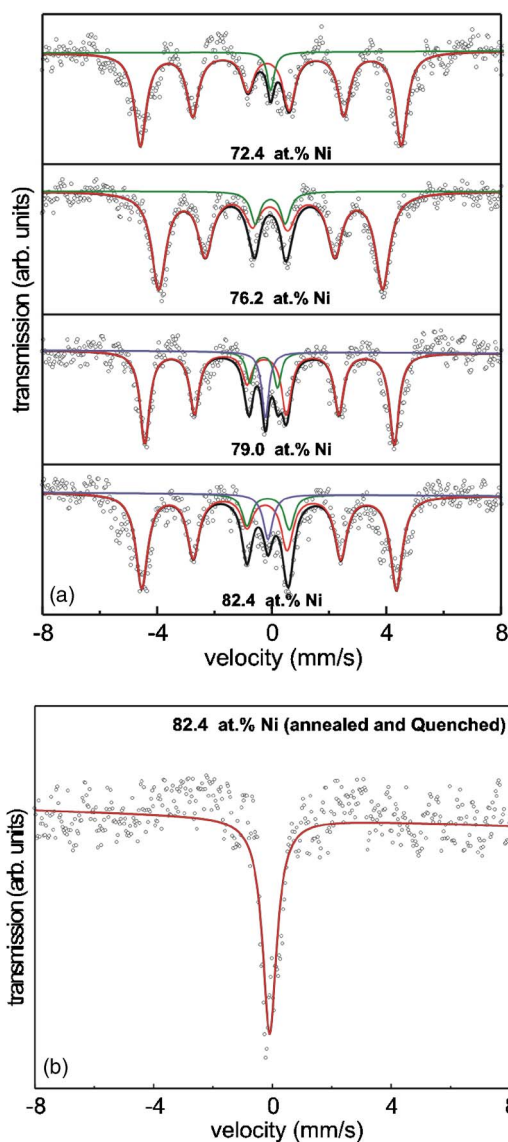 72.4 at.% Ni
76.2 at.% Ni
transmission (arb. units)
79.0 at.% Ni
82.4 at.% Ni
(a)
-8 -4 0 4 8
velocity (mm/s)
82.4 at.% Ni (annealed and Quenched)
transmission (arb. units)
(b)
-8 -4 0 4 8
velocity (mm/s)